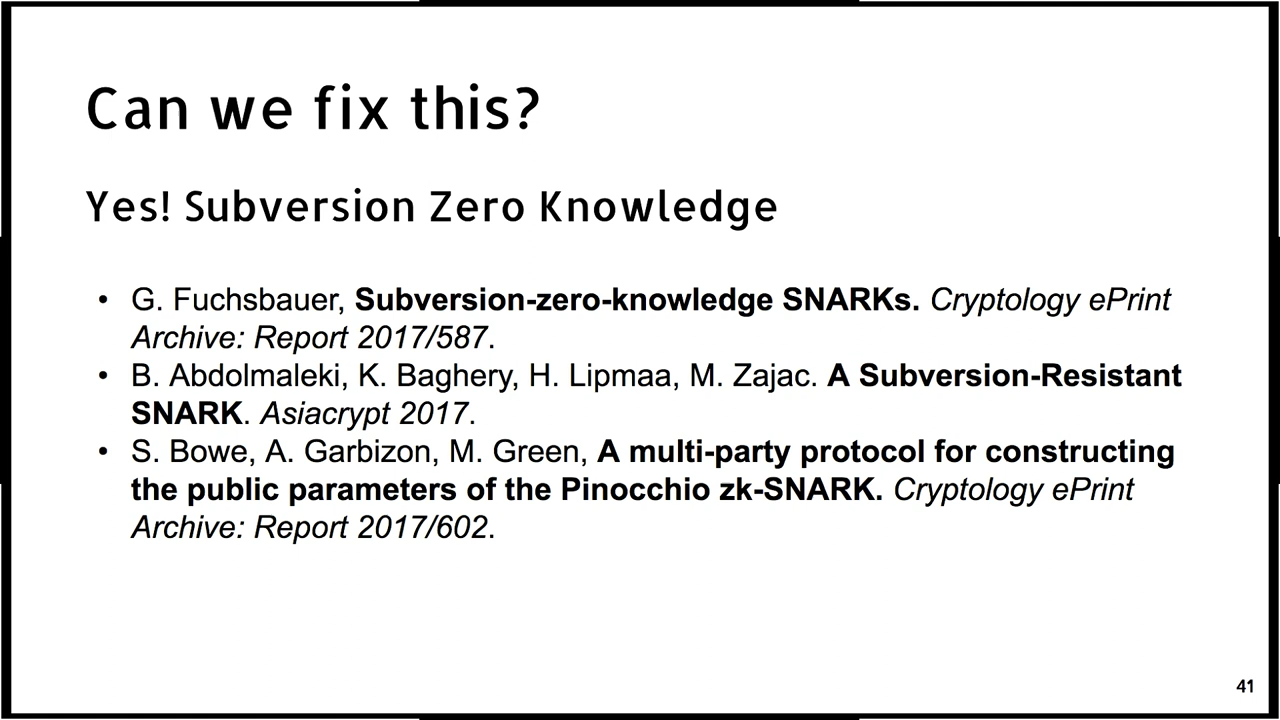 Can we fix this?
Yes! Subversion Zero Knowledge
• G. Fuchsbauer, Subversion-zero-knowledge SNARKs. Cryptology ePrint
Archive: Report 2017/587.
• B. Abdolmaleki, K. Baghery, H. Lipmaa, M. Zajac. A Subversion-Resistant
SNARK. Asiacrypt 2017.
• S. Bowe, A. Garbizon, M. Green, A multi-party protocol for constructing
the public parameters of the Pinocchio zk-SNARK. Cryptology ePrint
Archive: Report 2017/602.
41